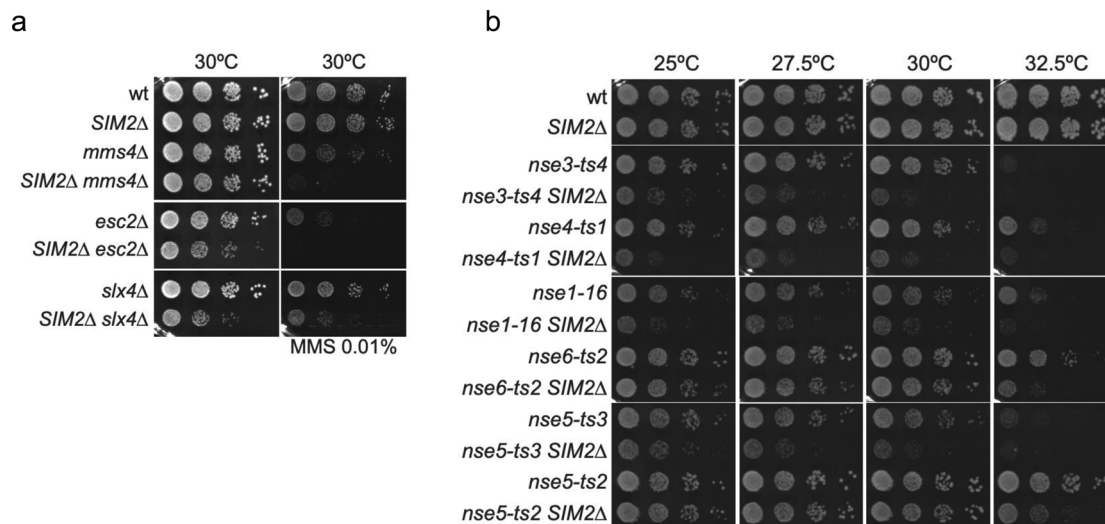 a
30ºC 30ºC
wt
SIM2Δ
mms4Δ
SIM2Δ mms4Δ
esc2Δ
SIM2Δ esc2Δ
slx4Δ
SIM2Δ slx4Δ
MMS 0.01%
b
25ºC 27.5ºC 30ºC 32.5ºC
wt
SIM2Δ
nse3-ts4
nse3-ts4 SIM2Δ
nse4-ts1
nse4-ts1 SIM2Δ
nse1-16
nse1-16 SIM2Δ
nse6-ts2
nse6-ts2 SIM2Δ
nse5-ts3
nse5-ts3 SIM2Δ
nse5-ts2
nse5-ts2 SIM2Δ